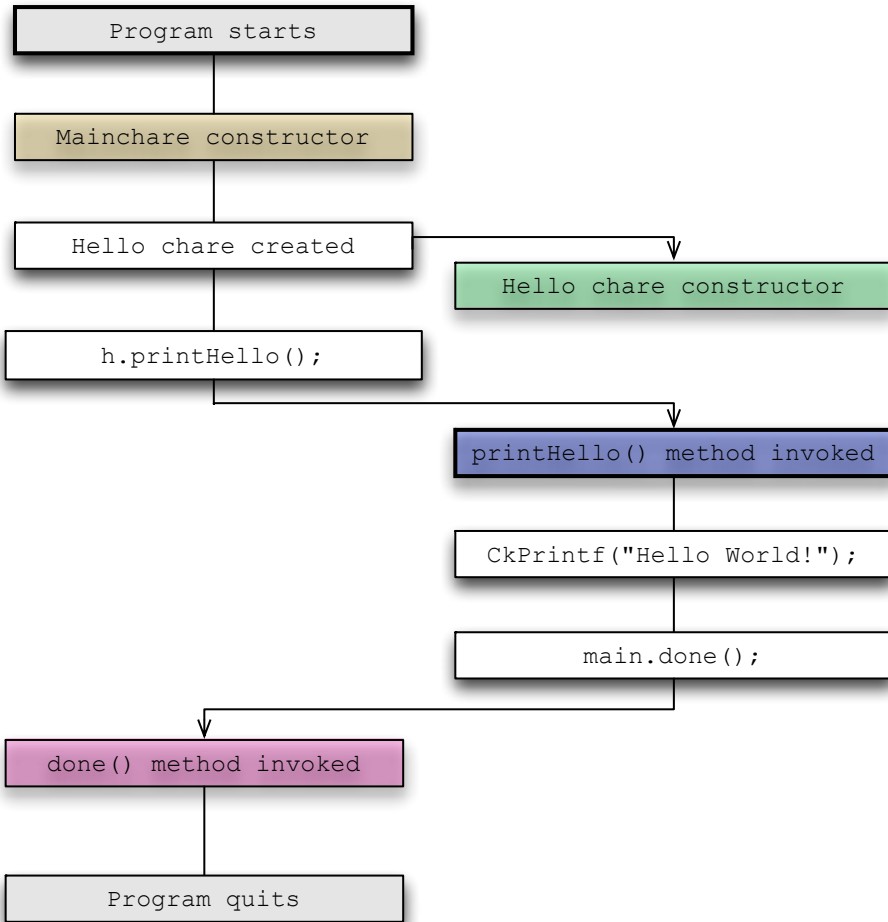 Program starts
Mainchare constructor
Hello chare created
Hello chare constructor
h.printHello();
printHello() method invoked
CkPrintf("Hello World!");
main.done();
done() method invoked
Program quits